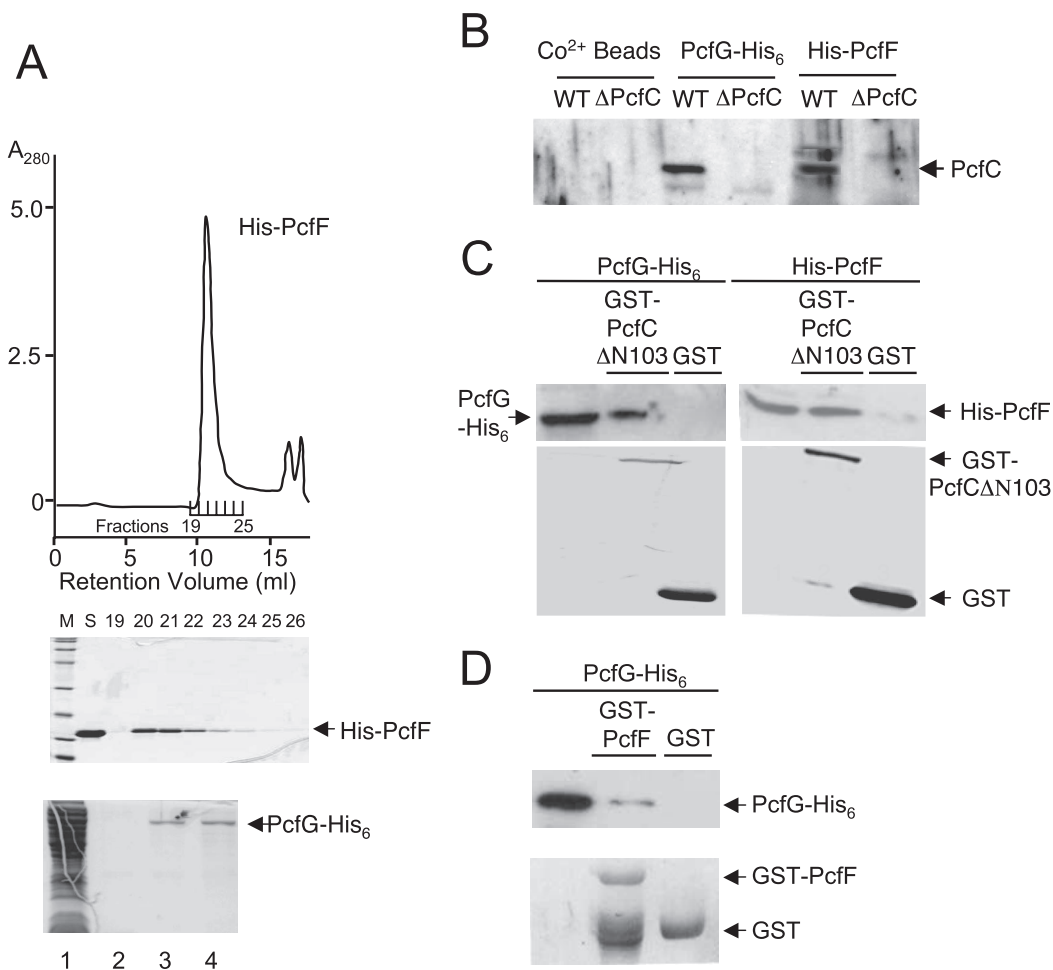 A
A280
5.0
2.5
0
His-PcfF
Fractions 19 25
0 5 10 15
Retention Volume (ml)
M S 19 20 21 22 23 24 25 26
His-PcfF
PcfG-His6
1 2 3 4
B
Co2+ Beads PcfG-His6 His-PcfF
WT ΔPcfC WT ΔPcfC WT ΔPcfC
PcfC
C
PcfG-His6 His-PcfF
GST- GST-
PcfC PcfC
ΔN103 GST ΔN103 GST
PcfG
-His6
His-PcfF
GST-
PcfCΔN103
GST
D
PcfG-His6
GST-
PcfF GST
PcfG-His6
GST-PcfF
GST